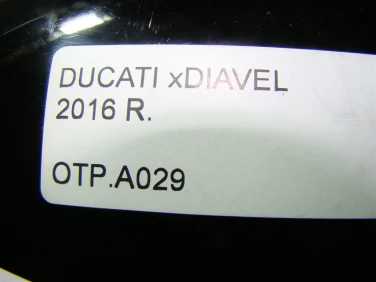 DUCATI xDIAVEL
2016 R.
OTP.A029